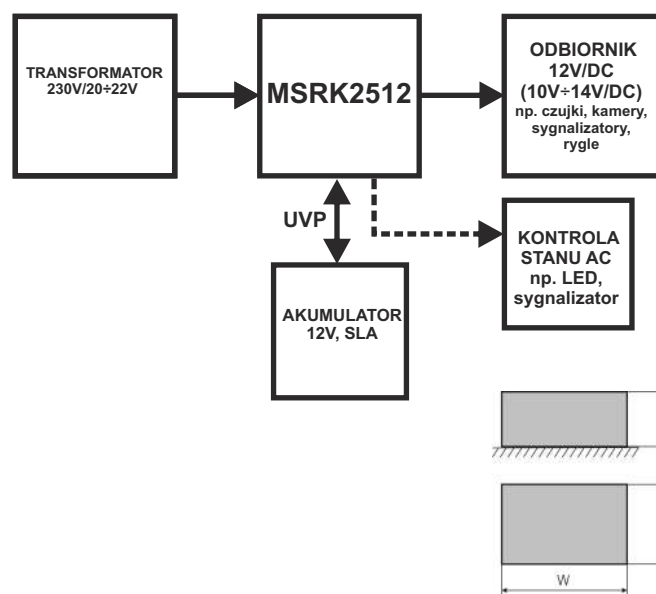 TRANSFORMATOR
230V/20÷22V
MSRK2512
ODBIORNIK
12V/DC
(10V÷14V/DC)
np. czujki, kamery,
sygnalizatory,
rygle
UVP
KONTROLA
STANU AC
np. LED,
sygnalizator
AKUMULATOR
12V, SLA
W